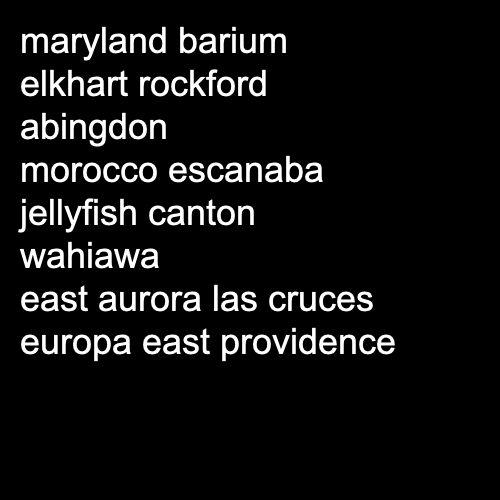 maryland barium
elkhart rockford
abingdon
morocco escanaba
jellyfish canton
wahiawa
east aurora las cruces
europa east providence